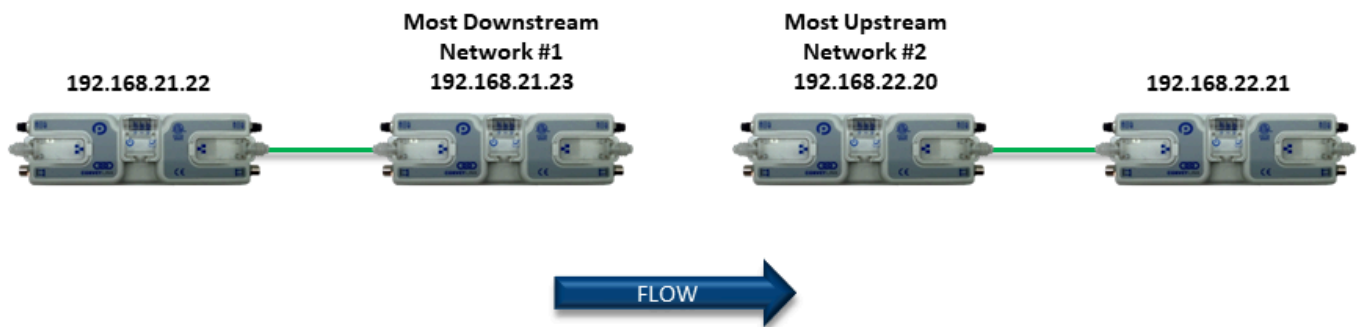 Most Downstream
Network #1
192.168.21.23
Most Upstream
Network #2
192.168.22.20
192.168.21.22
192.168.22.21
FLOW